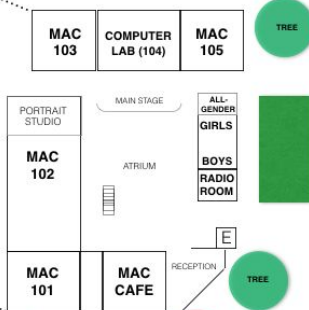 MAC
103
COMPUTER
LAB (104)
MAC
105
TREE
PORTRAIT
STUDIO
MAIN STAGE
ALL-
GENDER
GIRLS
BOYS
RADIO
ROOM
MAC
102
ATRIUM
E
RECEPTION
MAC
101
MAC
CAFE
TREE